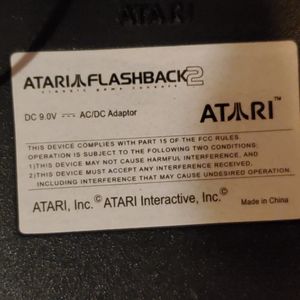 ATARI
ATARI FLASHBACK 2
classic game console
DC 9.0V ⎓ AC/DC Adaptor
ATARI™
THIS DEVICE COMPLIES WITH PART 15 OF THE FCC RULES.
OPERATION IS SUBJECT TO THE FOLLOWING TWO CONDITIONS:
1)THIS DEVICE MAY NOT CAUSE HARMFUL INTERFERENCE, AND
2)THIS DEVICE MUST ACCEPT ANY INTERFERENCE RECEIVED,
INCLUDING INTERFERENCE THAT MAY CAUSE UNDESIRED OPERATION.
ATARI, Inc.© ATARI Interactive, Inc.©
Made in China